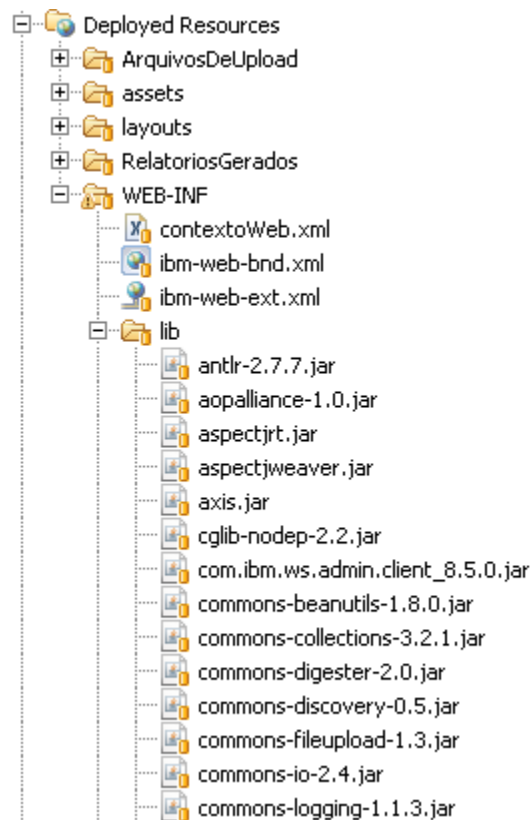 Deployed Resources
ArquivosDeUpload
assets
layouts
RelatoriosGerados
WEB-INF
contextoWeb.xml
ibm-web-bnd.xml
ibm-web-ext.xml
lib
antlr-2.7.7.jar
aopalliance-1.0.jar
aspectjrt.jar
aspectjweaver.jar
axis.jar
cglib-nodep-2.2.jar
com.ibm.ws.admin.client_8.5.0.jar
commons-beanutils-1.8.0.jar
commons-collections-3.2.1.jar
commons-digester-2.0.jar
commons-discovery-0.5.jar
commons-fileupload-1.3.jar
commons-io-2.4.jar
commons-logging-1.1.3.jar